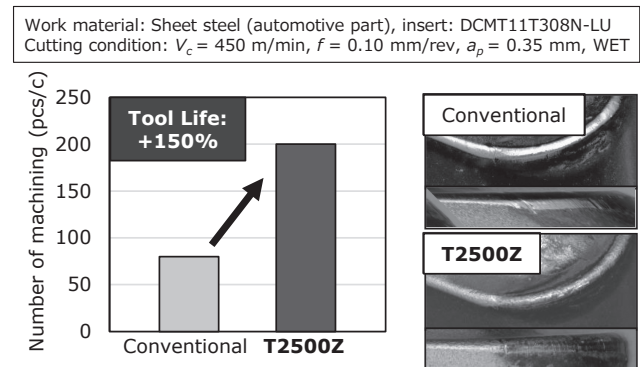 Work material: Sheet steel (automotive part), insert: DCMT11T308N-LU
Cutting condition: Vc = 450 m/min, f = 0.10 mm/rev, ap = 0.35 mm, WET
Number of machining (pcs/c)
250
200
150
100
50
0
Tool Life:
+150%
Conventional T2500Z
Conventional
T2500Z